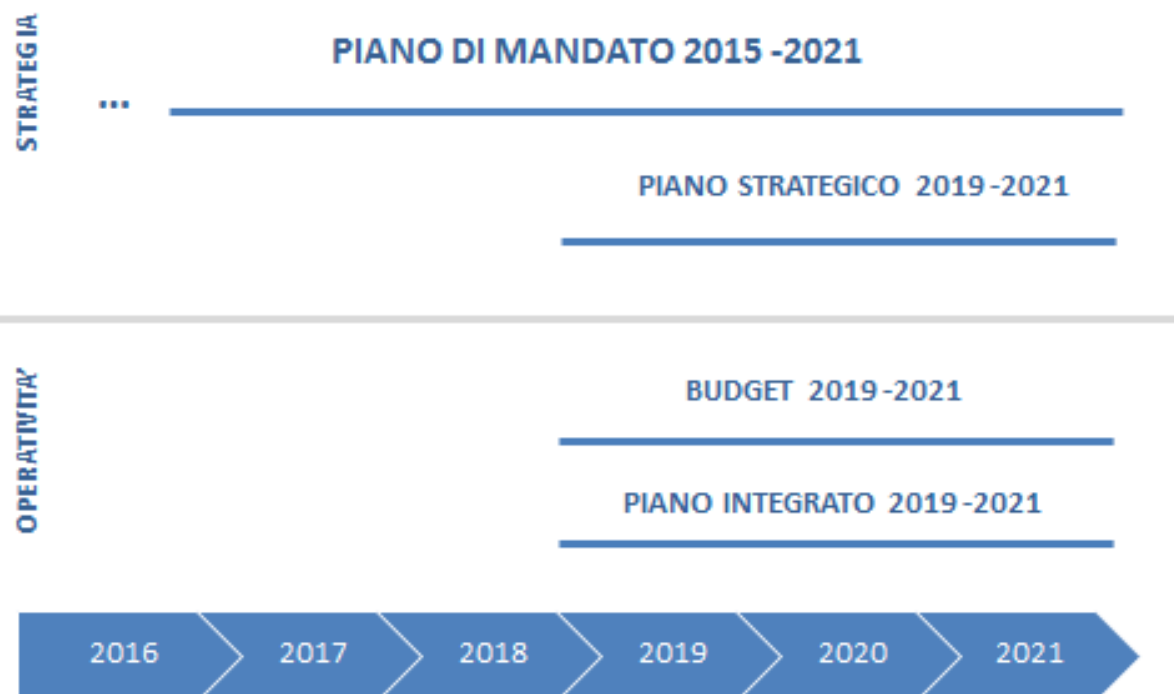 STRATEGIA
PIANO DI MANDATO 2015 -2021
...
PIANO STRATEGICO 2019 -2021
OPERATIVITA'
BUDGET 2019 -2021
PIANO INTEGRATO 2019 -2021
2016 2017 2018 2019 2020 2021